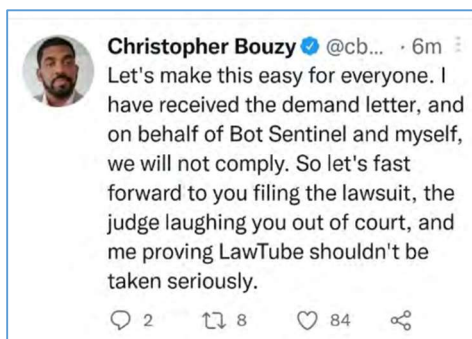 Christopher Bouzy @cb... · 6m
Let's make this easy for everyone. I
have received the demand letter, and
on behalf of Bot Sentinel and myself,
we will not comply. So let's fast
forward to you filing the lawsuit, the
judge laughing you out of court, and
me proving LawTube shouldn't be
taken seriously.
2 8 84